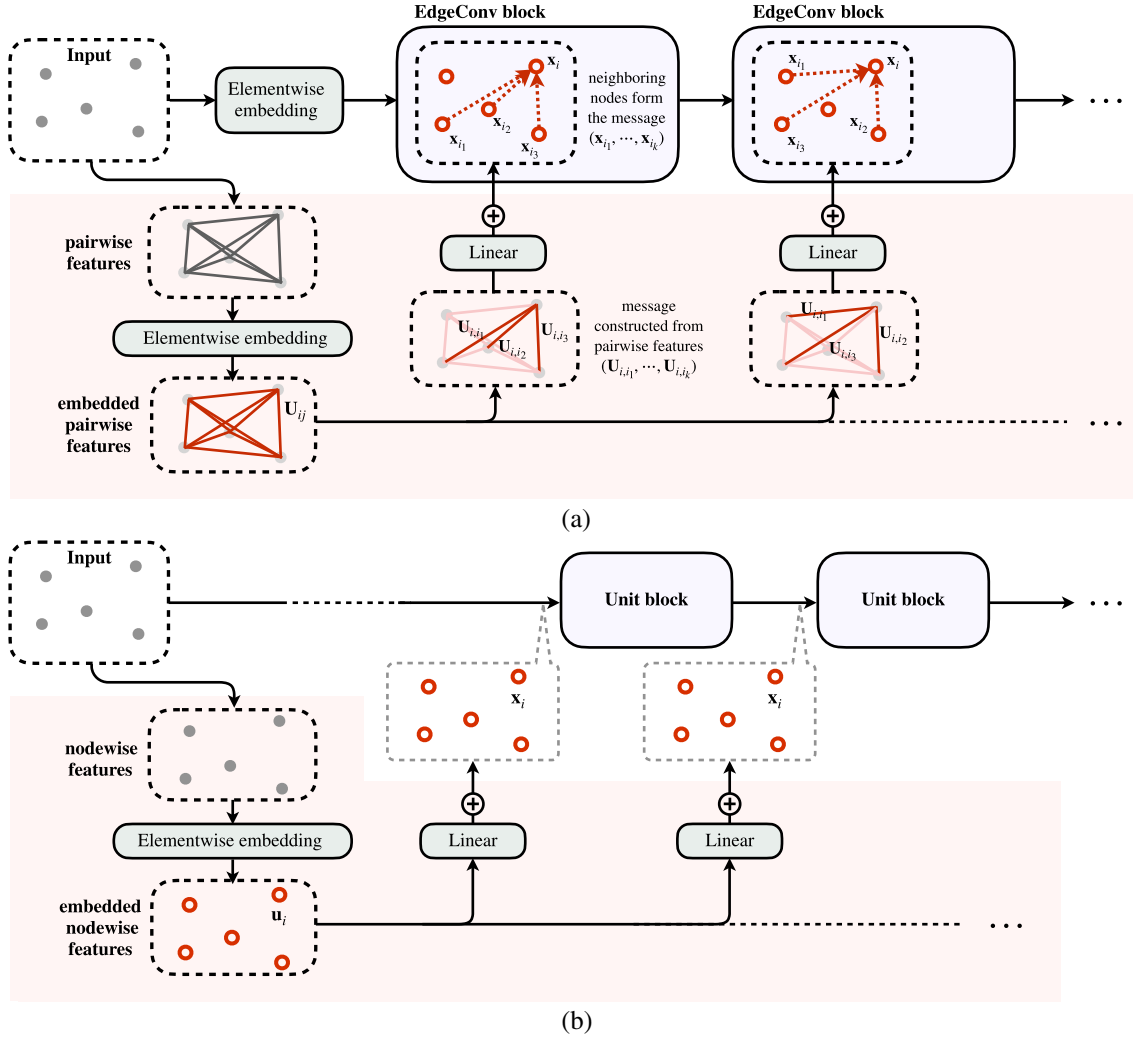 EdgeConv block
EdgeConv block
Input
Elementwise
embedding
x_i
x_{i_1}
x_{i_2}
x_{i_3}
neighboring
nodes form
the message
(x_{i_1}, ⋯, x_{i_k})
x_{i_1}
x_i
x_{i_2}
x_{i_3}
...
+
+
Linear
Linear
pairwise
features
Elementwise embedding
U_{i,i_1}
U_{i,i_2}
U_{i,i_3}
message
constructed from
pairwise features
(U_{i,i_1}, ⋯, U_{i,i_k})
U_{i,i_1}
U_{i,i_2}
U_{i,i_3}
embedded
pairwise
features
U_{ij}
...
(a)
Input
Unit block
Unit block
...
x_i
x_i
nodewise
features
+
+
Elementwise embedding
Linear
Linear
embedded
nodewise
features
u_i
...
(b)